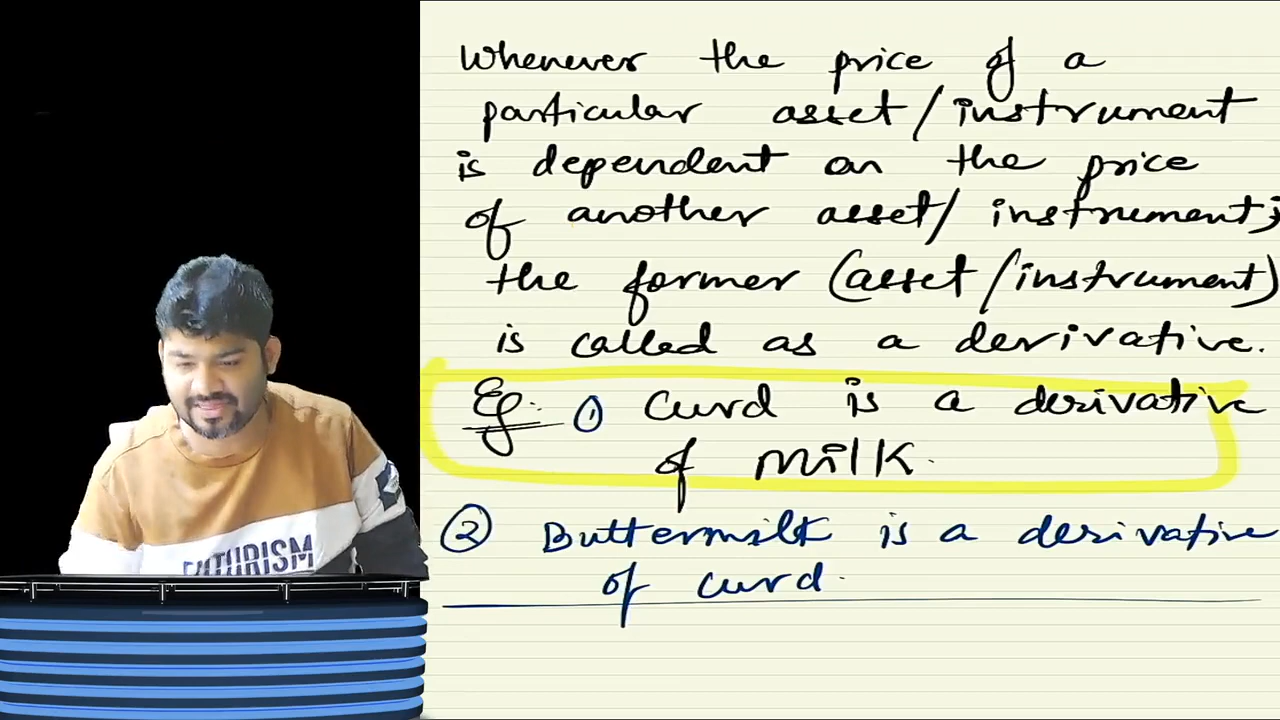 Whenever the price of a
particular asset/instrument
is dependent on the price
of another asset/instrument;
the former (asset/instrument)
is called as a derivative.
Eg:- ① Curd is a derivative
of Milk.
② Buttermilk is a derivative
of curd.
FUTURISM